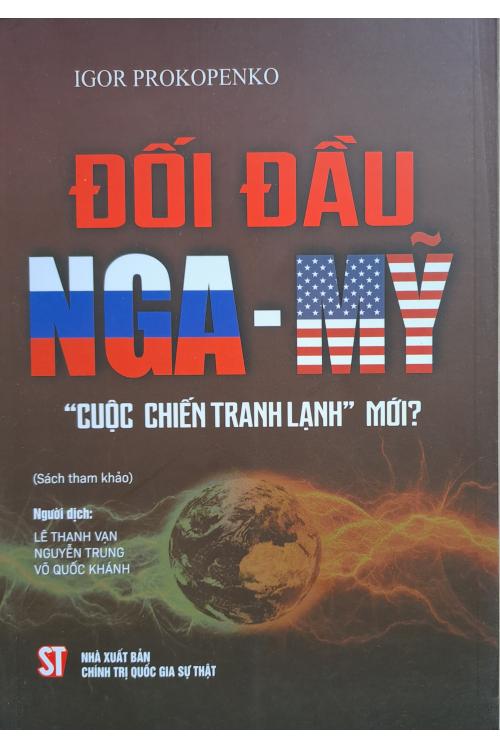 IGOR PROKOPENKO
ĐỐI ĐẦU
NGA-MỸ
“CUỘC CHIẾN TRANH LẠNH” MỚI?
(Sách tham khảo)
Người dịch:
LÊ THANH VẠN
NGUYỄN TRUNG
VÕ QUỐC KHÁNH
ST
NHÀ XUẤT BẢN
CHÍNH TRỊ QUỐC GIA SỰ THẬT